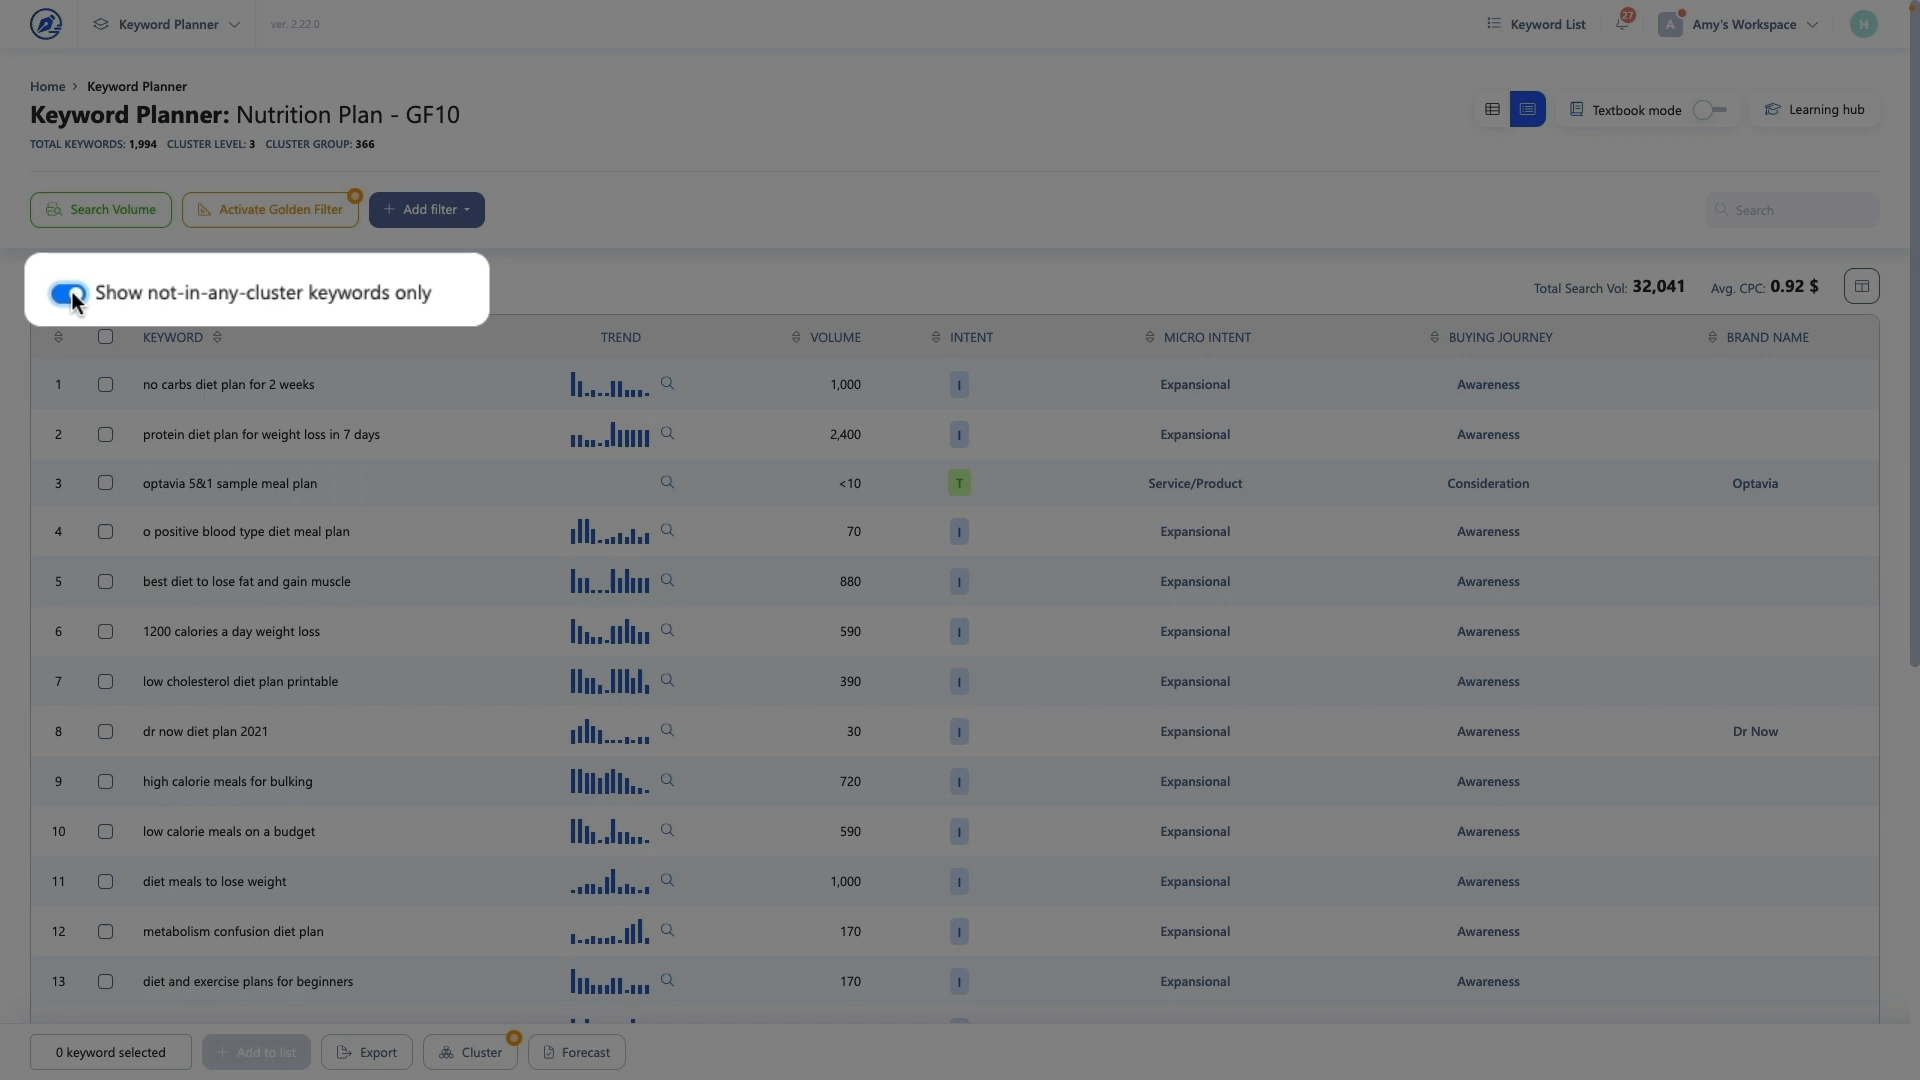 Keyword Planner
ver. 2.22.0
Keyword List
27
A
Amy's Workspace
H
Home > Keyword Planner
Keyword Planner: Nutrition Plan - GF10
TOTAL KEYWORDS: 1,994 CLUSTER LEVEL: 3 CLUSTER GROUP: 366
Textbook mode
Learning hub
Search Volume
Activate Golden Filter
+ Add filter
Search
Show not-in-any-cluster keywords only
Total Search Vol: 32,041 Avg. CPC: 0.92 $
KEYWORD TREND VOLUME INTENT MICRO INTENT BUYING JOURNEY BRAND NAME
1 no carbs diet plan for 2 weeks 1,000 I Expansional Awareness
2 protein diet plan for weight loss in 7 days 2,400 I Expansional Awareness
3 optavia 5&1 sample meal plan <10 T Service/Product Consideration Optavia
4 o positive blood type diet meal plan 70 I Expansional Awareness
5 best diet to lose fat and gain muscle 880 I Expansional Awareness
6 1200 calories a day weight loss 590 I Expansional Awareness
7 low cholesterol diet plan printable 390 I Expansional Awareness
8 dr now diet plan 2021 30 I Expansional Awareness Dr Now
9 high calorie meals for bulking 720 I Expansional Awareness
10 low calorie meals on a budget 590 I Expansional Awareness
11 diet meals to lose weight 1,000 I Expansional Awareness
12 metabolism confusion diet plan 170 I Expansional Awareness
13 diet and exercise plans for beginners 170 I Expansional Awareness
0 keyword selected
+ Add to list
Export
Cluster
Forecast